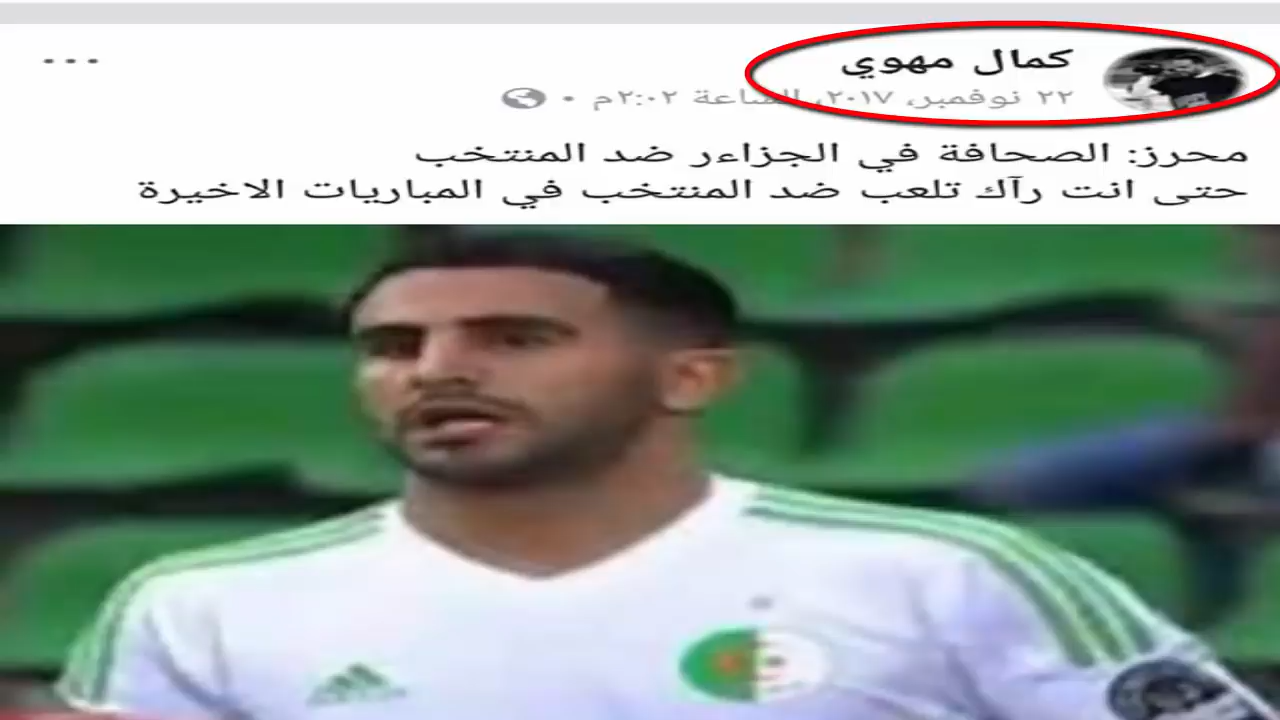 كمال مهوي
٢٢ نوفمبر، ٢٠١٧، الساعة ٢:٠٢م
محرز: الصحافة في الجزاءر ضد المنتخب
حتى انت رآك تلعب ضد المنتخب في المباريات الاخيرة